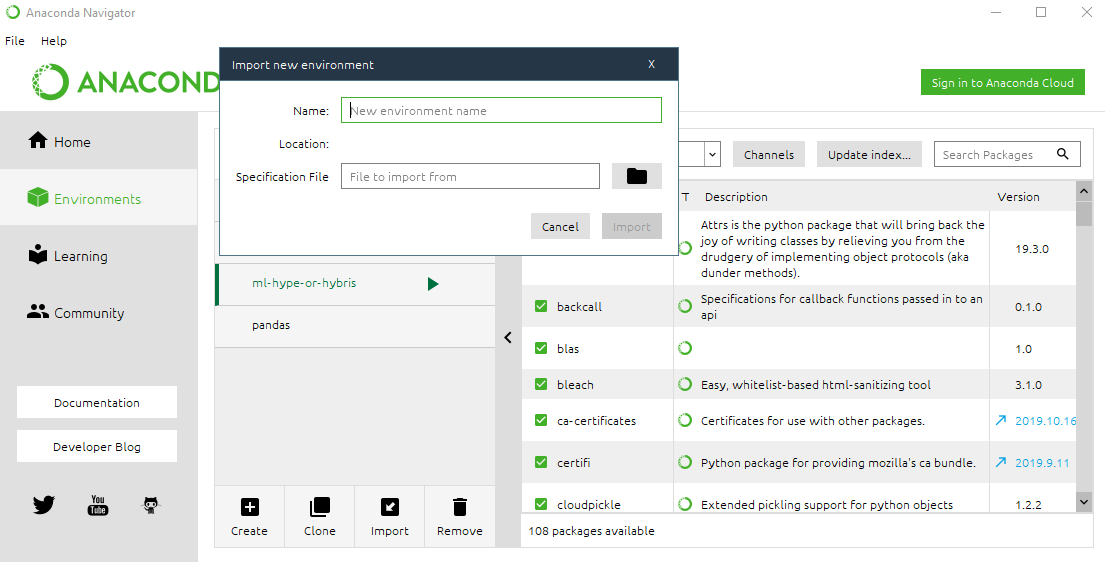 Anaconda Navigator
File Help
ANACOND
Sign in to Anaconda Cloud
Import new environment X
Name: New environment name
Location:
Specification File File to import from
Cancel Import
Home
Environments
Learning
Community
Documentation
Developer Blog
You
Tube
ml-hype-or-hybris
pandas
Create Clone Import Remove
Channels Update index... Search Packages
T Description Version
Attrs is the python package that will bring back the
joy of writing classes by relieving you from the
drudgery of implementing object protocols (aka
dunder methods).
19.3.0
backcall
Specifications for callback functions passed in to an
api
0.1.0
blas 1.0
bleach Easy, whitelist-based html-sanitizing tool 3.1.0
ca-certificates Certificates for use with other packages. 2019.10.16
certifi Python package for providing mozilla's ca bundle. 2019.9.11
cloudpickle Extended pickling support for python objects 1.2.2
108 packages available